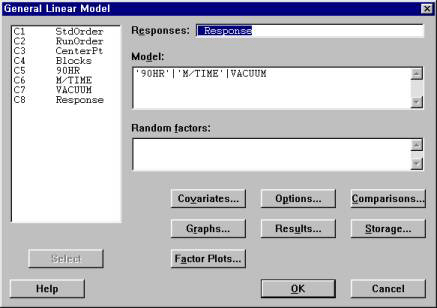 General Linear Model
C1 StdOrder
C2 RunOrder
C3 CenterPt
C4 Blocks
C5 90HR
C6 M/TIME
C7 VACUUM
C8 Response
Responses: Response
Model:
'90HR'|'M/TIME'|VACUUM
Random factors:
Covariates... Options... Comparisons...
Graphs... Results... Storage...
Select Factor Plots...
Help OK Cancel